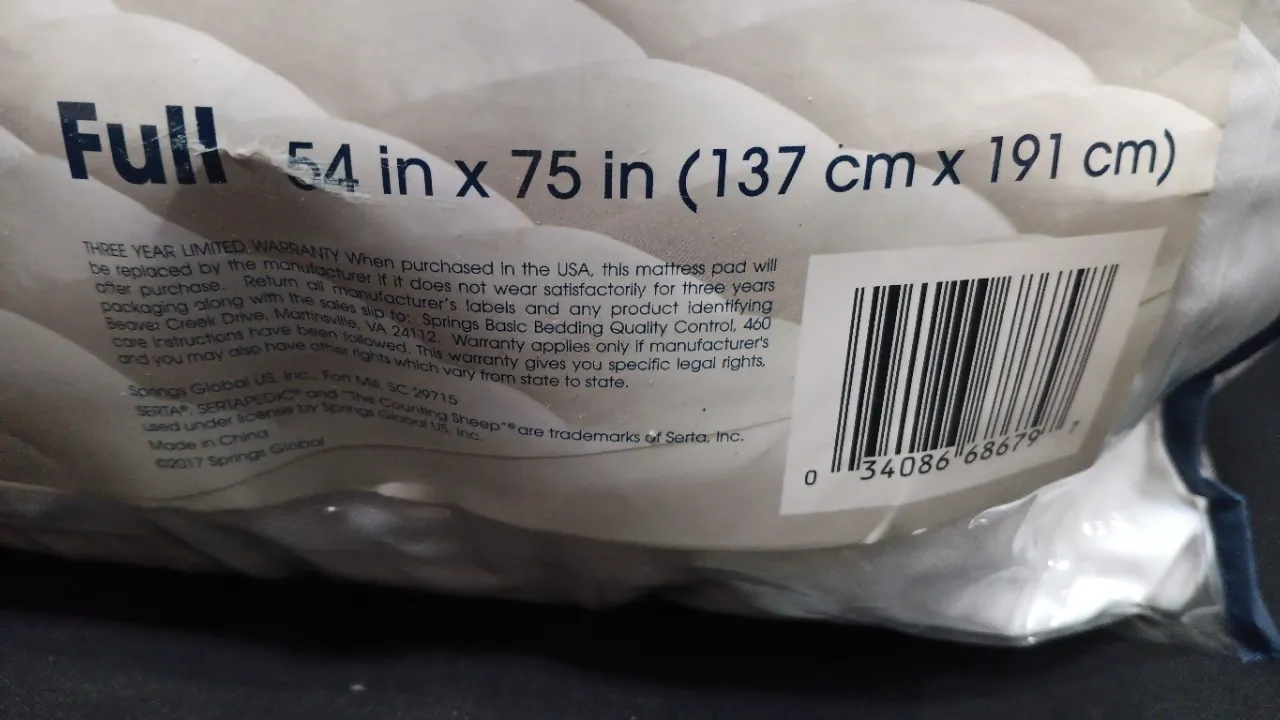 Full 54 in x 75 in (137 cm x 191 cm)
THREE YEAR LIMITED WARRANTY When purchased in the USA, this mattress pad will
be replaced by the manufacturer if it does not wear satisfactorily for three years
after purchase. Return all manufacturer's labels and any product identifying
packaging along with the sales slip to: Springs Basic Bedding Quality Control, 460
Beaver Creek Drive, Martinsville, VA 24112. Warranty applies only if manufacturer's
care instructions have been followed. This warranty gives you specific legal rights,
and you may also have other rights which vary from state to state.
Springs Global US, Inc., Fort Mill, SC 29715
SERTA®, SERTAPEDIC® and "The Counting Sheep"® are trademarks of Serta, Inc.
used under license by Springs Global US, Inc.
Made in China
©2017 Springs Global
0 34086 68679 7